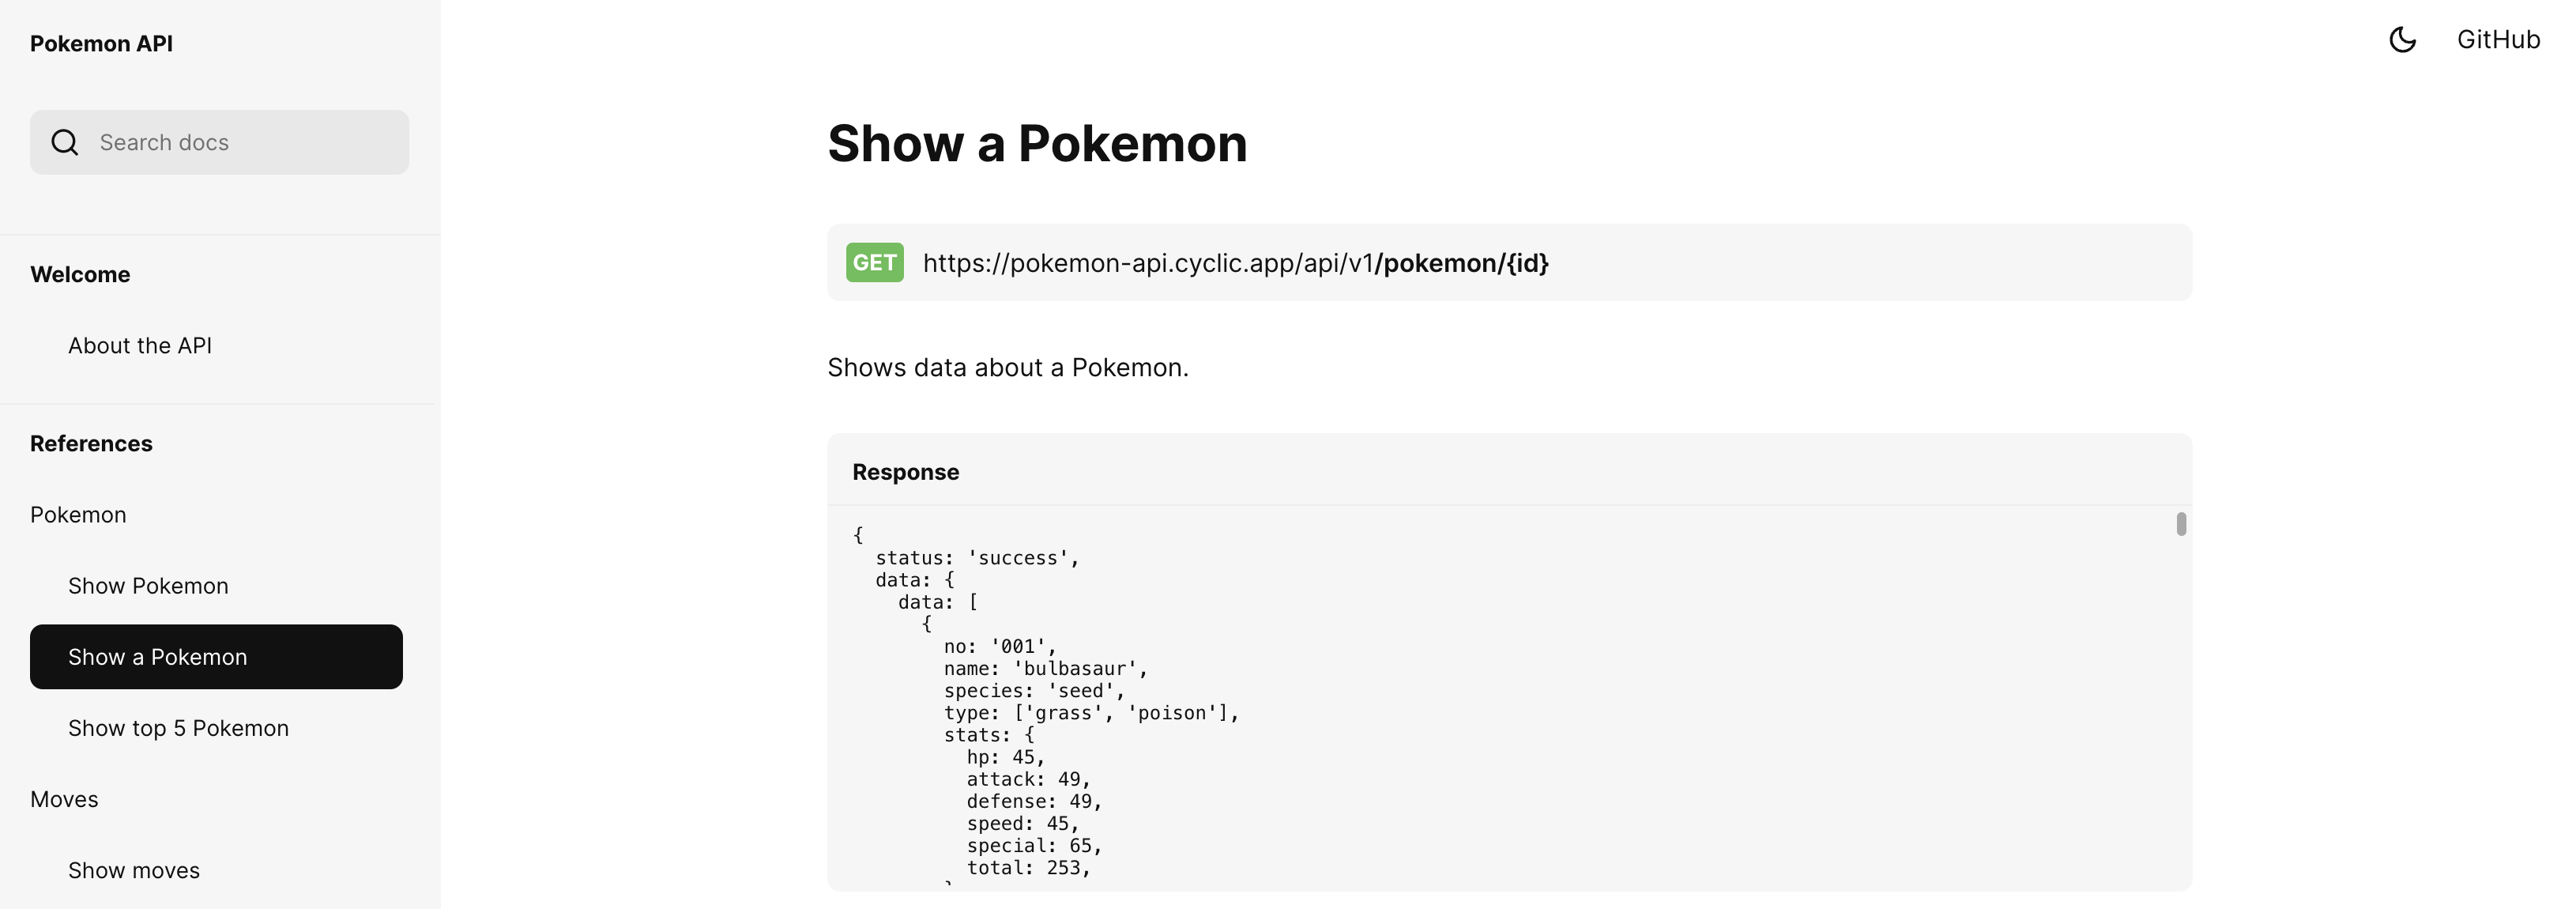 Pokemon API
Search docs
Welcome
About the API
References
Pokemon
Show Pokemon
Show a Pokemon
Show top 5 Pokemon
Moves
Show moves
GitHub
Show a Pokemon
GET https://pokemon-api.cyclic.app/api/v1/pokemon/{id}
Shows data about a Pokemon.
Response
{
  status: 'success',
  data: {
    data: [
      {
        no: '001',
        name: 'bulbasaur',
        species: 'seed',
        type: ['grass', 'poison'],
        stats: {
          hp: 45,
          attack: 49,
          defense: 49,
          speed: 45,
          special: 65,
          total: 253,